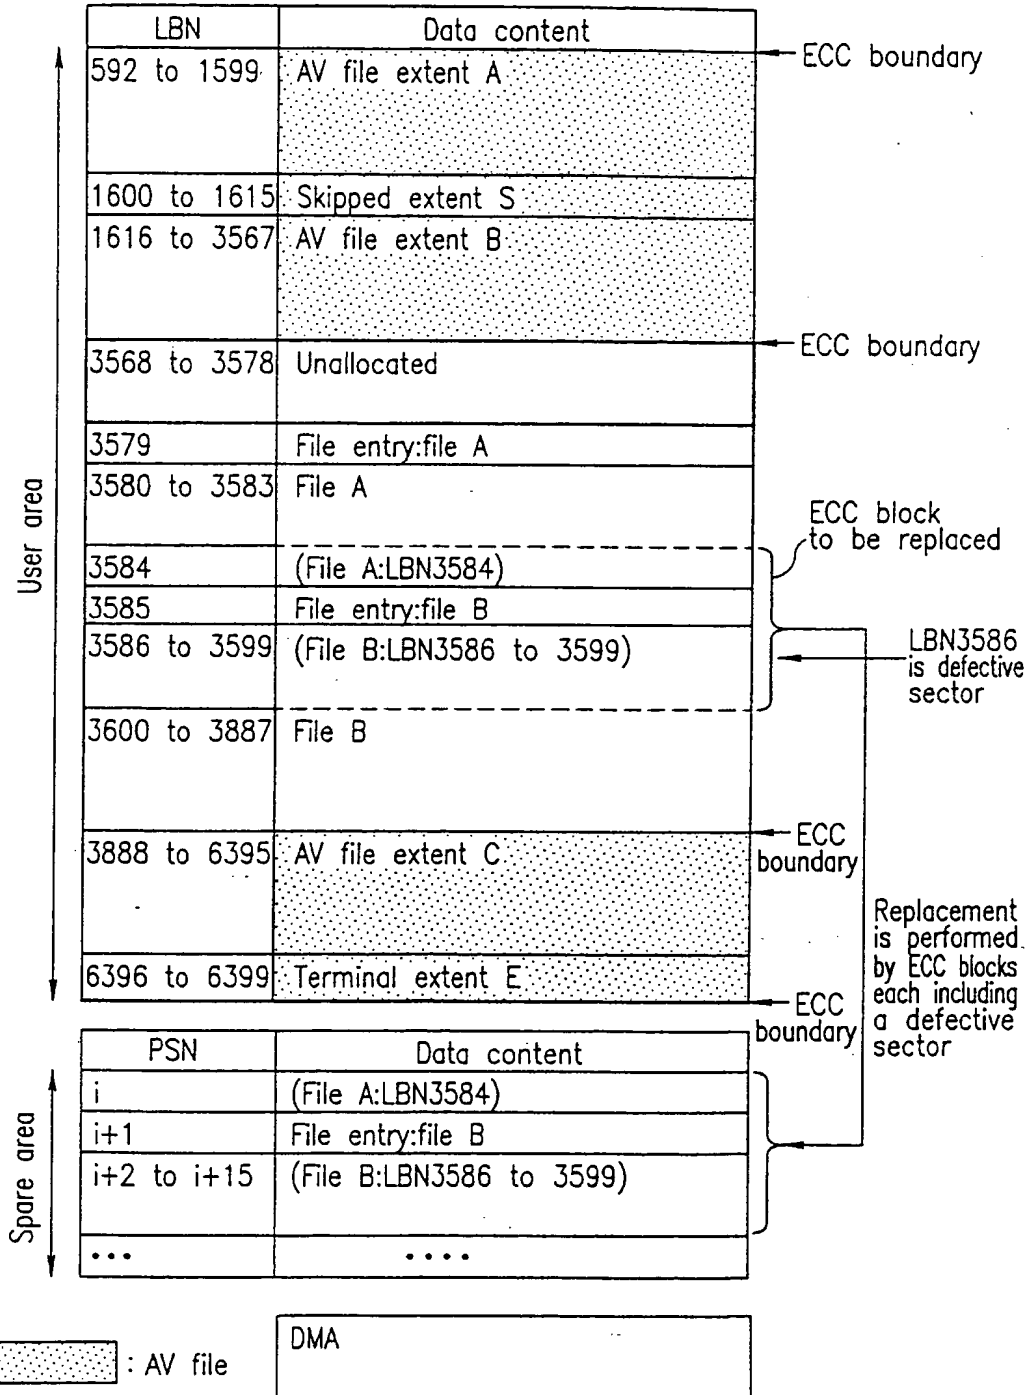 LBN Data content
592 to 1599 AV file extent A
1600 to 1615 Skipped extent S
1616 to 3567 AV file extent B
3568 to 3578 Unallocated
3579 File entry:file A
3580 to 3583 File A
3584 (File A:LBN3584)
3585 File entry:file B
3586 to 3599 (File B:LBN3586 to 3599)
3600 to 3887 File B
3888 to 6395 AV file extent C
6396 to 6399 Terminal extent E
User area
ECC boundary
ECC boundary
ECC block
to be replaced
LBN3586
is defective
sector
ECC
boundary
Replacement
is performed
by ECC blocks
each including
a defective
sector
ECC
boundary
PSN Data content
i (File A:LBN3584)
i+1 File entry:file B
i+2 to i+15 (File B:LBN3586 to 3599)
••• ••••
Spare area
DMA
: AV file